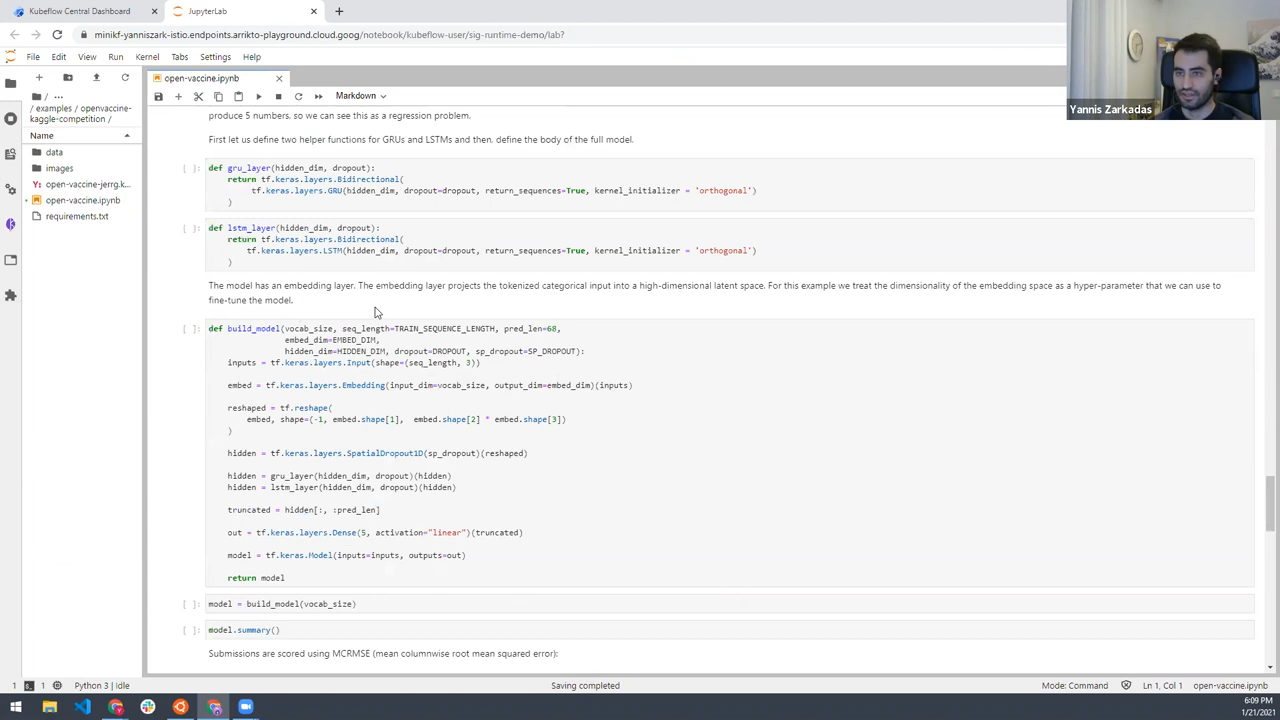 Kubeflow Central Dashboard
JupyterLab
minikf-yanniszark-istio.endpoints.arrikto-playground.cloud.goog/notebook/kubeflow-user/sig-runtime-demo/lab?
Yannis Zarkadas
File Edit View Run Kernel Tabs Settings Help
open-vaccine.ipynb
Markdown
/ ...
/ examples / openvaccine-
kaggle-competition /
Name
data
images
open-vaccine-jerrg.k...
open-vaccine.ipynb
requirements.txt
produce 5 numbers, so we can see this as a regression problem.
First let us define two helper functions for GRUs and LSTMs and then, define the body of the full model.
[ ]: def gru_layer(hidden_dim, dropout):
return tf.keras.layers.Bidirectional(
tf.keras.layers.GRU(hidden_dim, dropout=dropout, return_sequences=True, kernel_initializer = 'orthogonal')
)
[ ]: def lstm_layer(hidden_dim, dropout):
return tf.keras.layers.Bidirectional(
tf.keras.layers.LSTM(hidden_dim, dropout=dropout, return_sequences=True, kernel_initializer = 'orthogonal')
)
The model has an embedding layer. The embedding layer projects the tokenized categorical input into a high-dimensional latent space. For this example we treat the dimensionality of the embedding space as a hyper-parameter that we can use to
fine-tune the model.
[ ]: def build_model(vocab_size, seq_length=TRAIN_SEQUENCE_LENGTH, pred_len=68,
embed_dim=EMBED_DIM,
hidden_dim=HIDDEN_DIM, dropout=DROPOUT, sp_dropout=SP_DROPOUT):
inputs = tf.keras.layers.Input(shape=(seq_length, 3))
embed = tf.keras.layers.Embedding(input_dim=vocab_size, output_dim=embed_dim)(inputs)
reshaped = tf.reshape(
embed, shape=(-1, embed.shape[1], embed.shape[2] * embed.shape[3])
)
hidden = tf.keras.layers.SpatialDropout1D(sp_dropout)(reshaped)
hidden = gru_layer(hidden_dim, dropout)(hidden)
hidden = lstm_layer(hidden_dim, dropout)(hidden)
truncated = hidden[:, :pred_len]
out = tf.keras.layers.Dense(5, activation="linear")(truncated)
model = tf.keras.Model(inputs=inputs, outputs=out)
return model
[ ]: model = build_model(vocab_size)
[ ]: model.summary()
Submissions are scored using MCRMSE (mean columnwise root mean squared error):
1 1 Python 3 | Idle
Saving completed
Mode: Command
Ln 1, Col 1
open-vaccine.ipynb
6:09 PM
1/21/2021